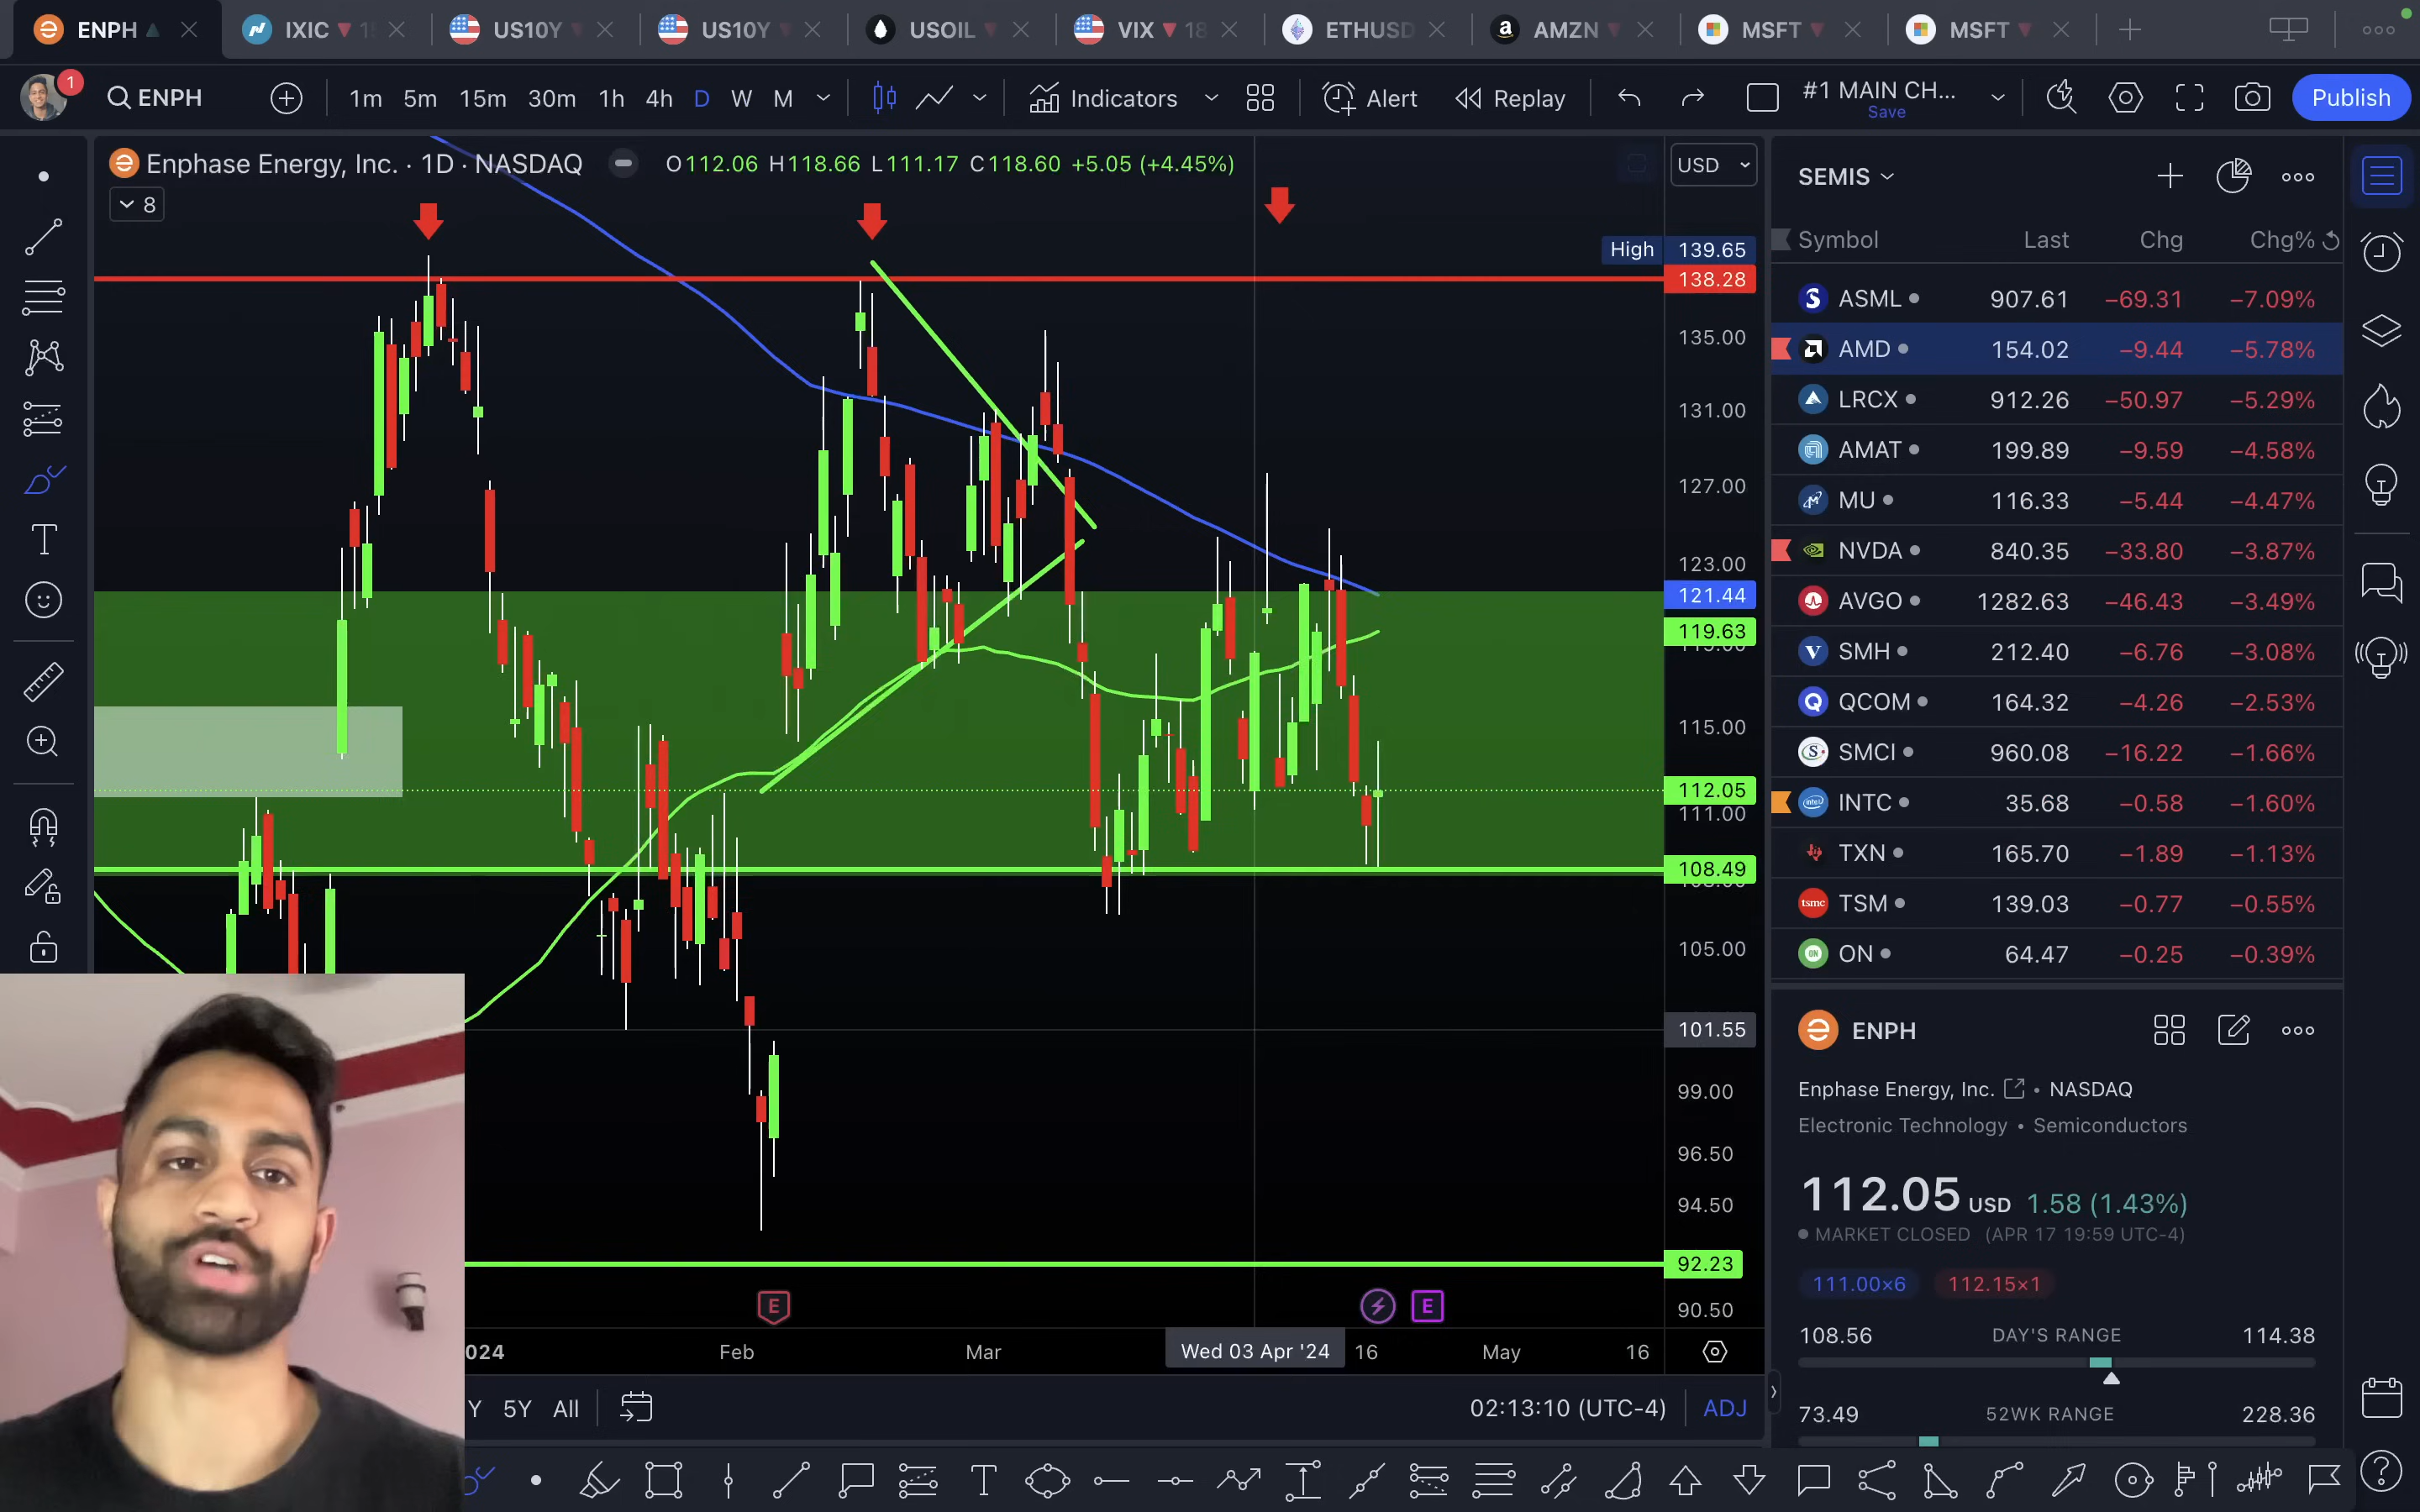 ENPH IXIC 1 US10Y US10Y USOIL VIX 18 ETHUSD AMZN MSFT MSFT
1 ENPH 1m 5m 15m 30m 1h 4h D W M Indicators Alert Replay #1 MAIN CH... Save Publish
Enphase Energy, Inc. · 1D · NASDAQ O112.06 H118.66 L111.17 C118.60 +5.05 (+4.45%)
8
USD
High 139.65
138.28
135.00
131.00
127.00
123.00
121.44
119.63
115.00
112.05
111.00
108.49
105.00
101.55
99.00
96.50
94.50
92.23
90.50
E E
024 Feb Mar Wed 03 Apr '24 16 May 16
Y 5Y All 02:13:10 (UTC-4) ADJ
T
T
SEMIS
Symbol Last Chg Chg%
ASML 907.61 −69.31 −7.09%
AMD 154.02 −9.44 −5.78%
LRCX 912.26 −50.97 −5.29%
AMAT 199.89 −9.59 −4.58%
MU 116.33 −5.44 −4.47%
NVDA 840.35 −33.80 −3.87%
AVGO 1282.63 −46.43 −3.49%
SMH 212.40 −6.76 −3.08%
QCOM 164.32 −4.26 −2.53%
SMCI 960.08 −16.22 −1.66%
INTC 35.68 −0.58 −1.60%
TXN 165.70 −1.89 −1.13%
tsmc TSM 139.03 −0.77 −0.55%
ON ON 64.47 −0.25 −0.39%
ENPH
Enphase Energy, Inc. • NASDAQ
Electronic Technology • Semiconductors
112.05 USD 1.58 (1.43%)
MARKET CLOSED (APR 17 19:59 UTC-4)
111.00×6 112.15×1
108.56 DAY'S RANGE 114.38
73.49 52WK RANGE 228.36